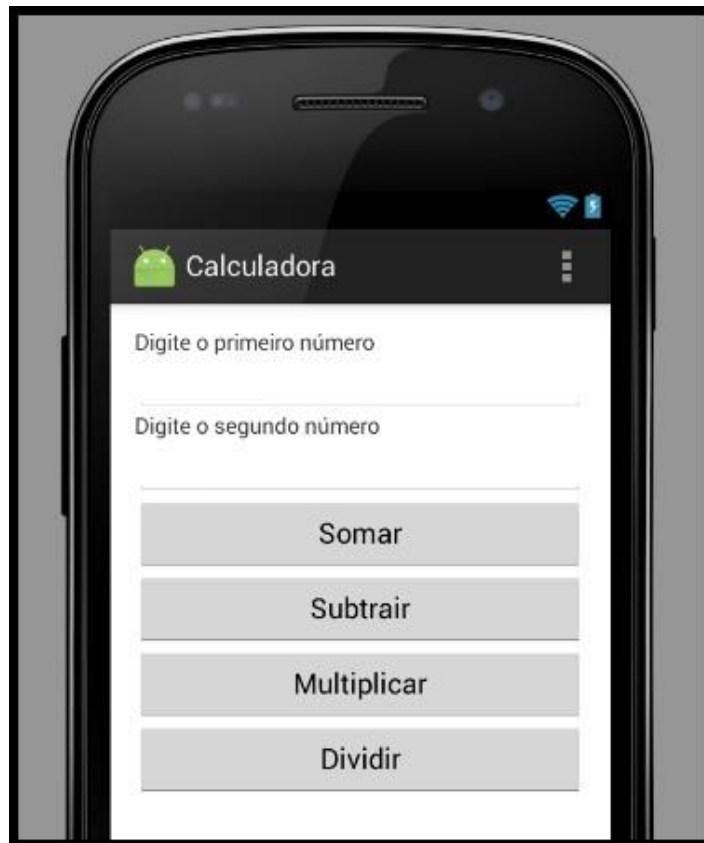 Calculadora
Digite o primeiro número
Digite o segundo número
Somar
Subtrair
Multiplicar
Dividir